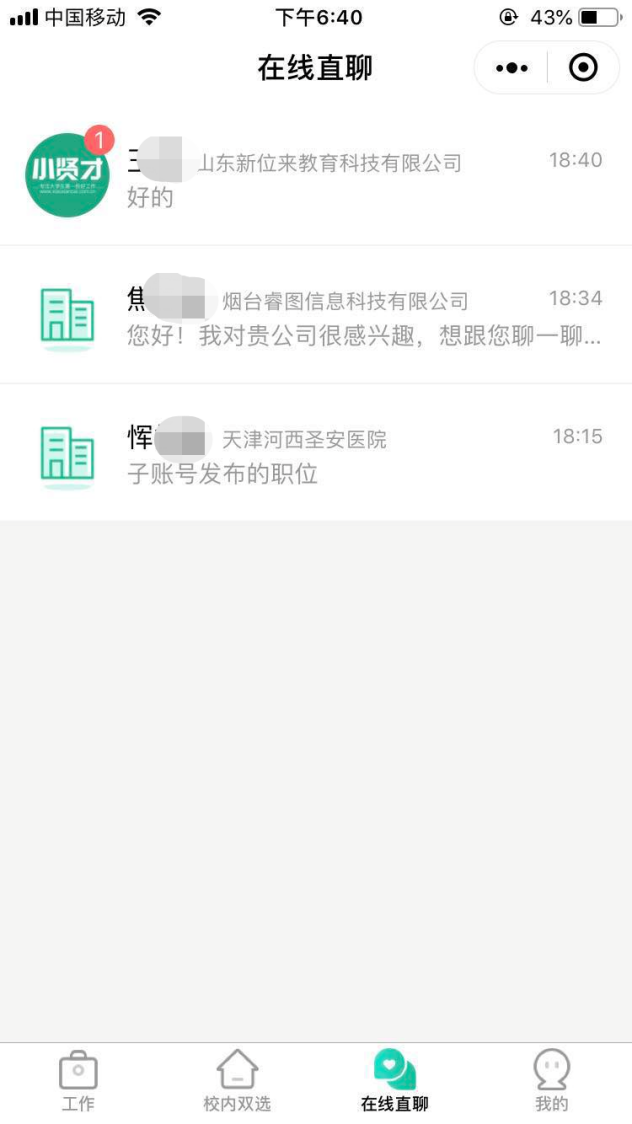 中国移动 下午6:40 43%
在线直聊
1
小贤才
山东新位来教育科技有限公司 18:40
好的
焦 烟台睿图信息科技有限公司 18:34
您好！我对贵公司很感兴趣，想跟您聊一聊...
恽 天津河西圣安医院 18:15
子账号发布的职位
工作 校内双选 在线直聊 我的